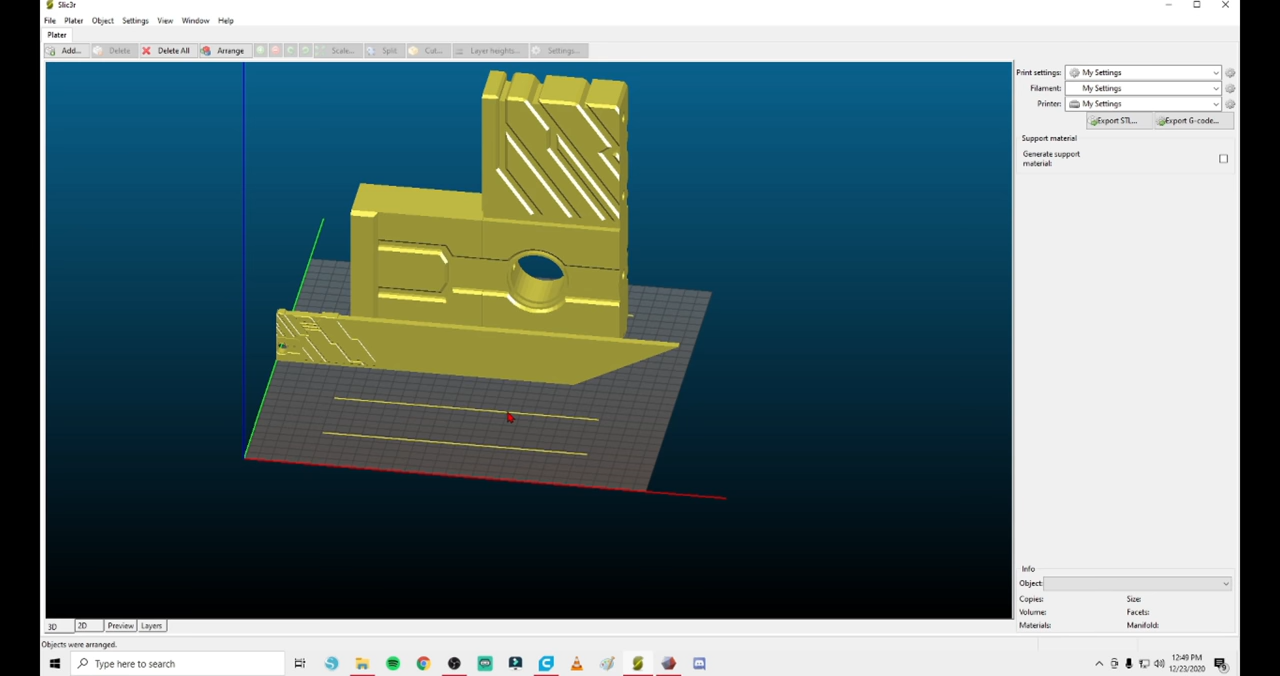 Slic3r
File Plater Object Settings View Window Help
Plater
Add... Delete Delete All Arrange Scale... Split Cut... Layer heights... Settings...
Print settings: My Settings
Filament: My Settings
Printer: My Settings
Export STL... Export G-code...
Support material
Generate support
material:
Info
Object:
Copies: Size:
Volume: Facets:
Materials: Manifold:
3D 2D Preview Layers
Objects were arranged.
Type here to search
12:49 PM
12/23/2020